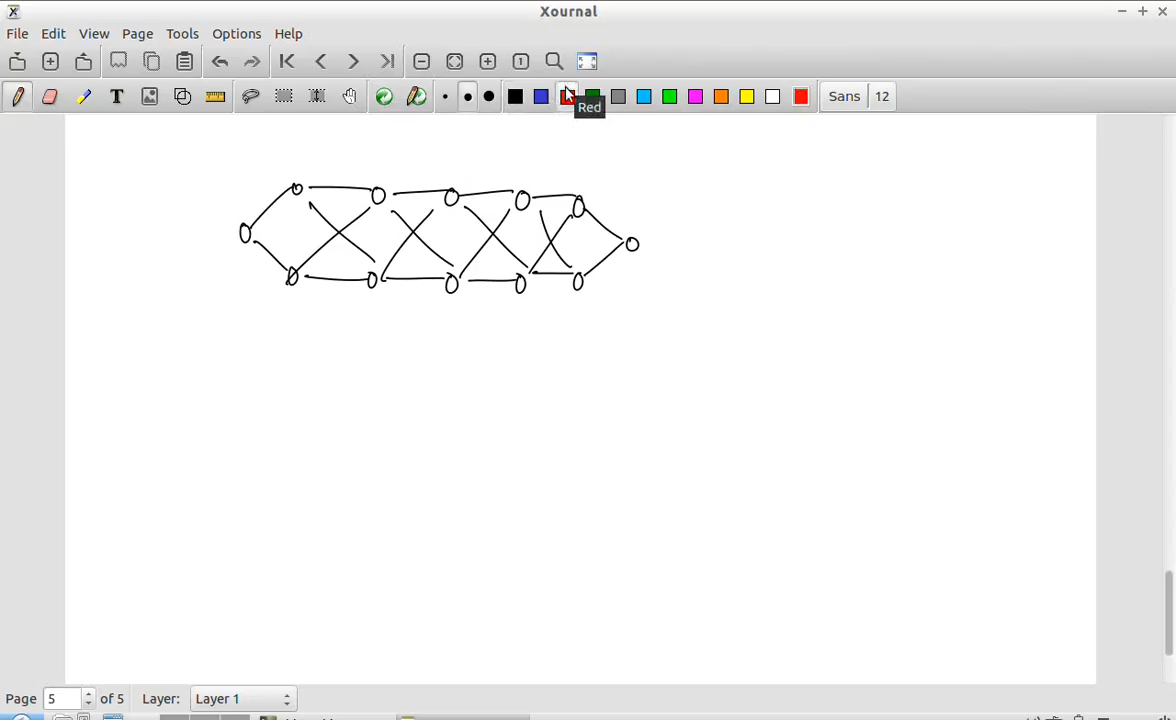 Xournal
File Edit View Page Tools Options Help
Sans 12
Red
Page 5 of 5 Layer: Layer 1